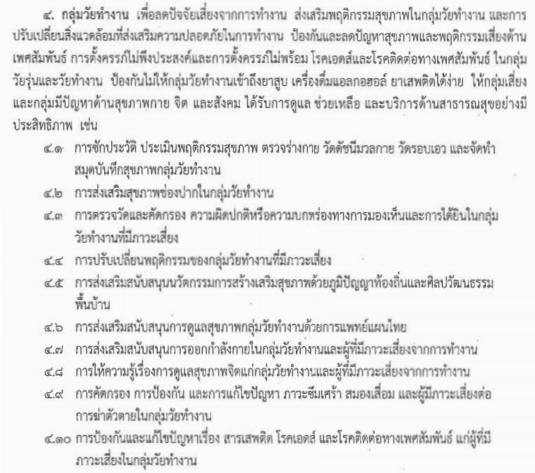 ๔. กลุ่มวัยทำงาน เพื่อลดปัจจัยเสี่ยงจากการทำงาน ส่งเสริมพฤติกรรมสุขภาพในกลุ่มวัยทำงาน และการ
ปรับเปลี่ยนสิ่งแวดล้อมที่ส่งเสริมความปลอดภัยในการทำงาน ป้องกันและลดปัญหาสุขภาพและพฤติกรรมเสี่ยงด้าน
เพศสัมพันธ์ การตั้งครรภ์ไม่พึงประสงค์และการตั้งครรภ์ไม่พร้อม โรคเอดส์และโรคติดต่อทางเพศสัมพันธ์ ในกลุ่ม
วัยรุ่นและวัยทำงาน ป้องกันไม่ให้กลุ่มวัยทำงานเข้าถึงยาสูบ เครื่องดื่มแอลกอฮอล์ ยาเสพติดได้ง่าย ให้กลุ่มเสี่ยง
และกลุ่มมีปัญหาด้านสุขภาพกาย จิต และสังคม ได้รับการดูแล ช่วยเหลือ และบริการด้านสาธารณสุขอย่างมี
ประสิทธิภาพ เช่น
๔.๑ การซักประวัติ ประเมินพฤติกรรมสุขภาพ ตรวจร่างกาย วัดดัชนีมวลกาย วัดรอบเอว และจัดทำ
สมุดบันทึกสุขภาพกลุ่มวัยทำงาน
๔.๒ การส่งเสริมสุขภาพช่องปากในกลุ่มวัยทำงาน
๔.๓ การตรวจวัดและคัดกรอง ความผิดปกติหรือความบกพร่องทางการมองเห็นและการได้ยินในกลุ่ม
วัยทำงานที่มีภาวะเสี่ยง
๔.๔ การปรับเปลี่ยนพฤติกรรมของกลุ่มวัยทำงานที่มีภาวะเสี่ยง
๔.๕ การส่งเสริมสนับสนุนนวัตกรรมการสร้างเสริมสุขภาพด้วยภูมิปัญญาท้องถิ่นและศิลปวัฒนธรรม
พื้นบ้าน
๔.๖ การส่งเสริมสนับสนุนการดูแลสุขภาพกลุ่มวัยทำงานด้วยการแพทย์แผนไทย
๔.๗ การส่งเสริมสนับสนุนการออกกำลังกายในกลุ่มวัยทำงานและผู้ที่มีภาวะเสี่ยงจากการทำงาน
๔.๘ การให้ความรู้เรื่องการดูแลสุขภาพจิตแก่กลุ่มวัยทำงานและผู้ที่มีภาวะเสี่ยงจากการทำงาน
๔.๙ การคัดกรอง การป้องกัน และการแก้ไขปัญหา ภาวะซึมเศร้า สมองเสื่อม และผู้มีภาวะเสี่ยงต่อ
การฆ่าตัวตายในกลุ่มวัยทำงาน
๔.๑๐ การป้องกันและแก้ไขปัญหาเรื่อง สารเสพติด โรคเอดส์ และโรคติดต่อทางเพศสัมพันธ์ แก่ผู้ที่มี
ภาวะเสี่ยงในกลุ่มวัยทำงาน